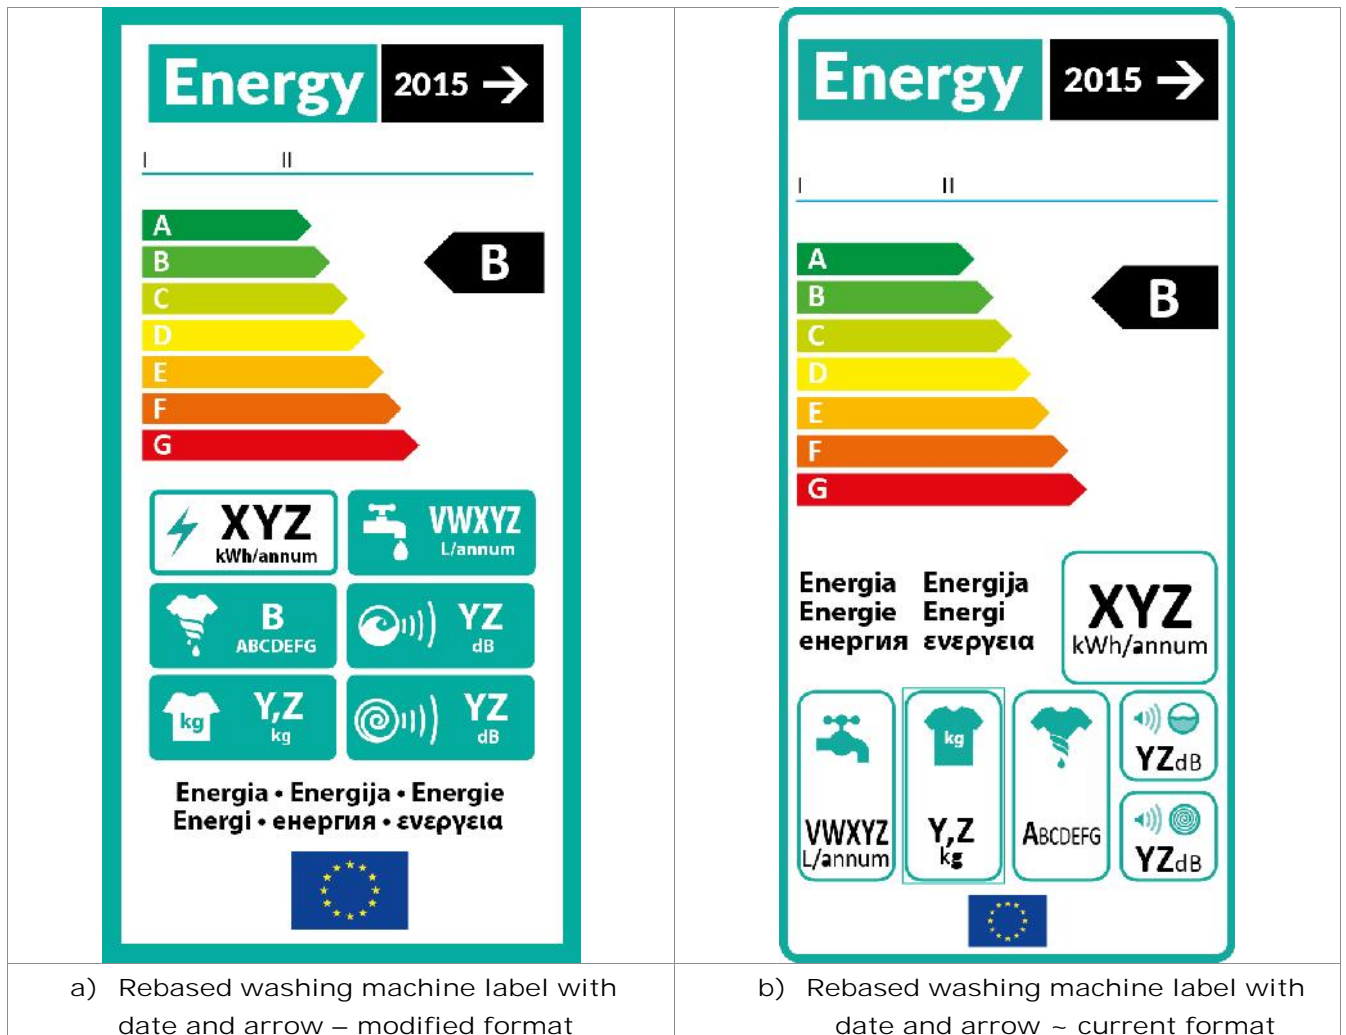 Energy 2015 →
I II
A
B
C
D
E
F
G
B
XYZ
kWh/annum
VWXYZ
L/annum
B
ABCDEFG
YZ
dB
kg
Y,Z
kg
YZ
dB
Energia • Energija • Energie
Energi • енергия • ενεργεια
a) Rebased washing machine label with
date and arrow – modified format
Energy 2015 →
I II
A
B
C
D
E
F
G
B
Energia Energija
Energie Energi
енергия ενεργεια
XYZ
kWh/annum
VWXYZ
L/annum
kg
Y,Z
kg
ABCDEFG
YZdB
YZdB
b) Rebased washing machine label with
date and arrow ~ current format